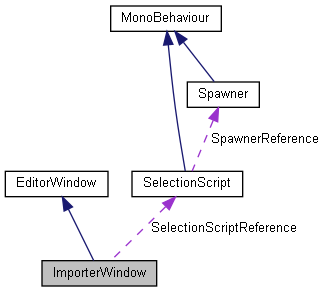 MonoBehaviour
Spawner
SpawnerReference
EditorWindow
SelectionScript
SelectionScriptReference
ImporterWindow